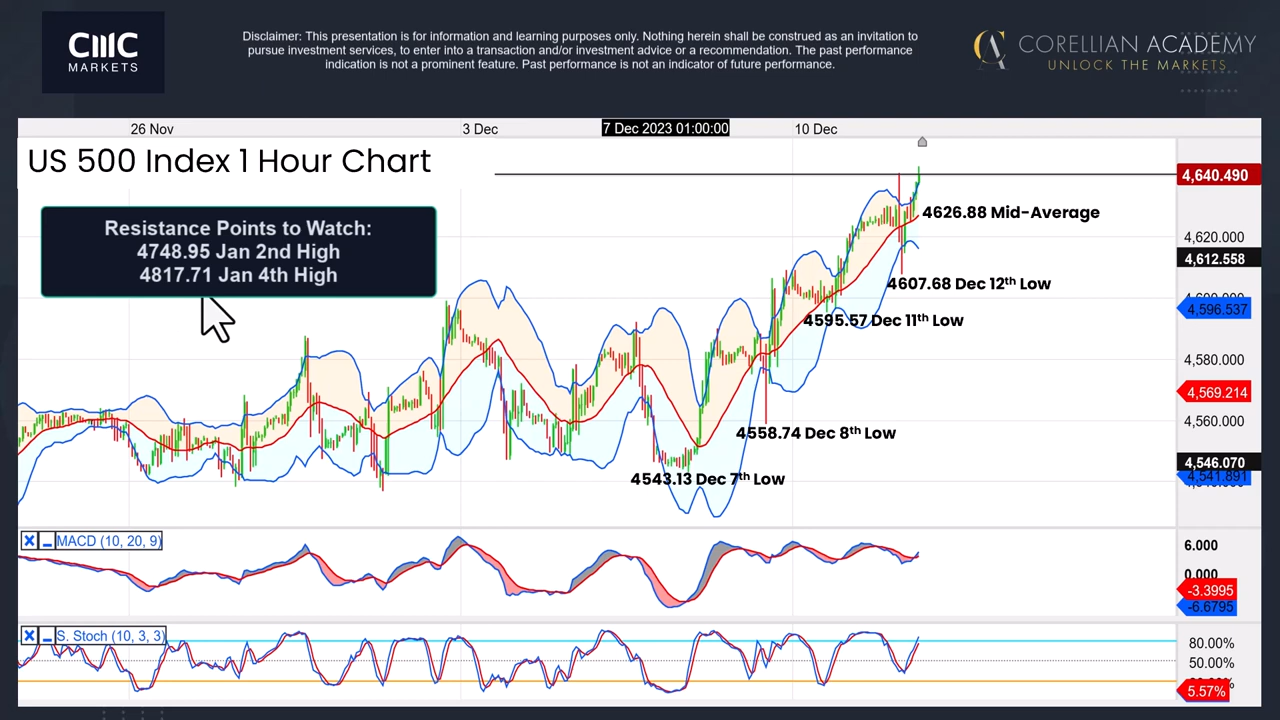 CMC
MARKETS
Disclaimer: This presentation is for information and learning purposes only. Nothing herein shall be construed as an invitation to
pursue investment services, to enter into a transaction and/or investment advice or a recommendation. The past performance
indication is not a prominent feature. Past performance is not an indicator of future performance.
CA
CORELLIAN ACADEMY
UNLOCK THE MARKETS
26 Nov
3 Dec
7 Dec 2023 01:00:00
10 Dec
US 500 Index 1 Hour Chart
4,640.490
Resistance Points to Watch:
4748.95 Jan 2nd High
4817.71 Jan 4th High
4626.88 Mid-Average
4,620.000
4,612.558
4607.68 Dec 12th Low
4,596.537
4595.57 Dec 11th Low
4,580.000
4,569.214
4,560.000
4558.74 Dec 8th Low
4,546.070
4,541.891
4543.13 Dec 7th Low
MACD (10, 20, 9)
6.000
0.000
-3.3995
-6.6795
S. Stoch (10, 3, 3)
80.00%
50.00%
5.57%